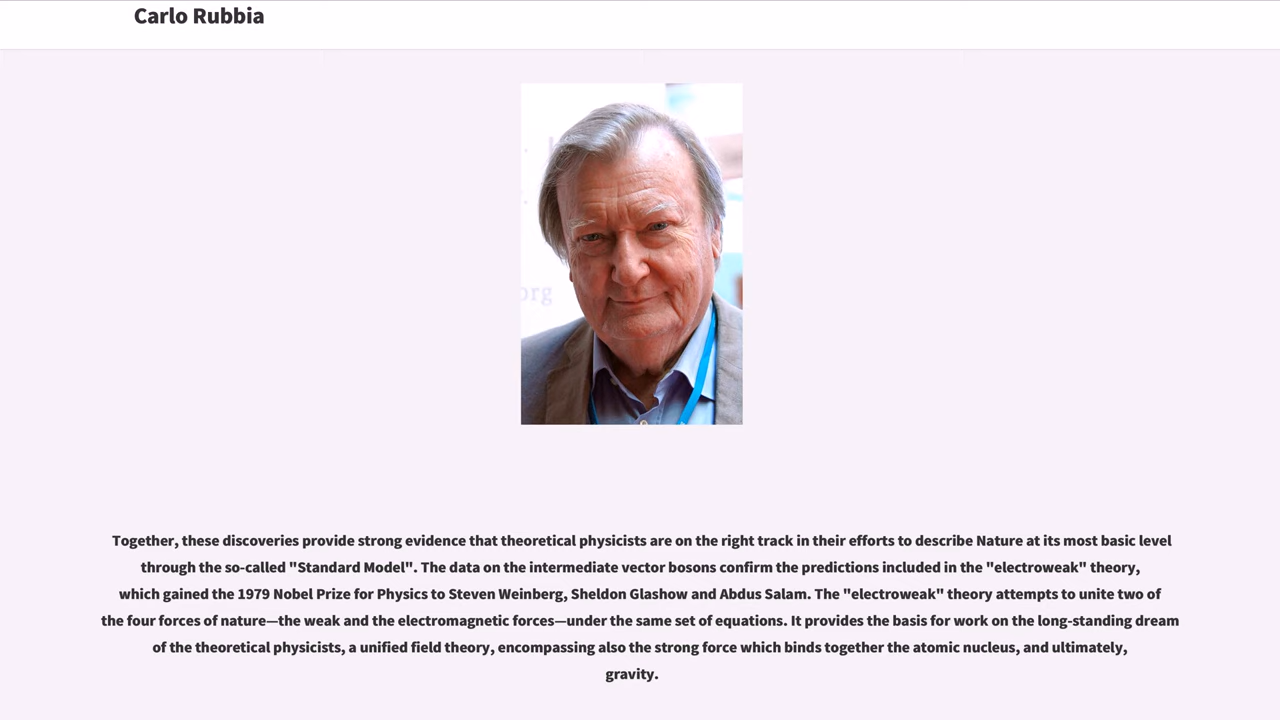 Carlo Rubbia
org
Together, these discoveries provide strong evidence that theoretical physicists are on the right track in their efforts to describe Nature at its most basic level
through the so-called "Standard Model". The data on the intermediate vector bosons confirm the predictions included in the "electroweak" theory,
which gained the 1979 Nobel Prize for Physics to Steven Weinberg, Sheldon Glashow and Abdus Salam. The "electroweak" theory attempts to unite two of
the four forces of nature—the weak and the electromagnetic forces—under the same set of equations. It provides the basis for work on the long-standing dream
of the theoretical physicists, a unified field theory, encompassing also the strong force which binds together the atomic nucleus, and ultimately,
gravity.